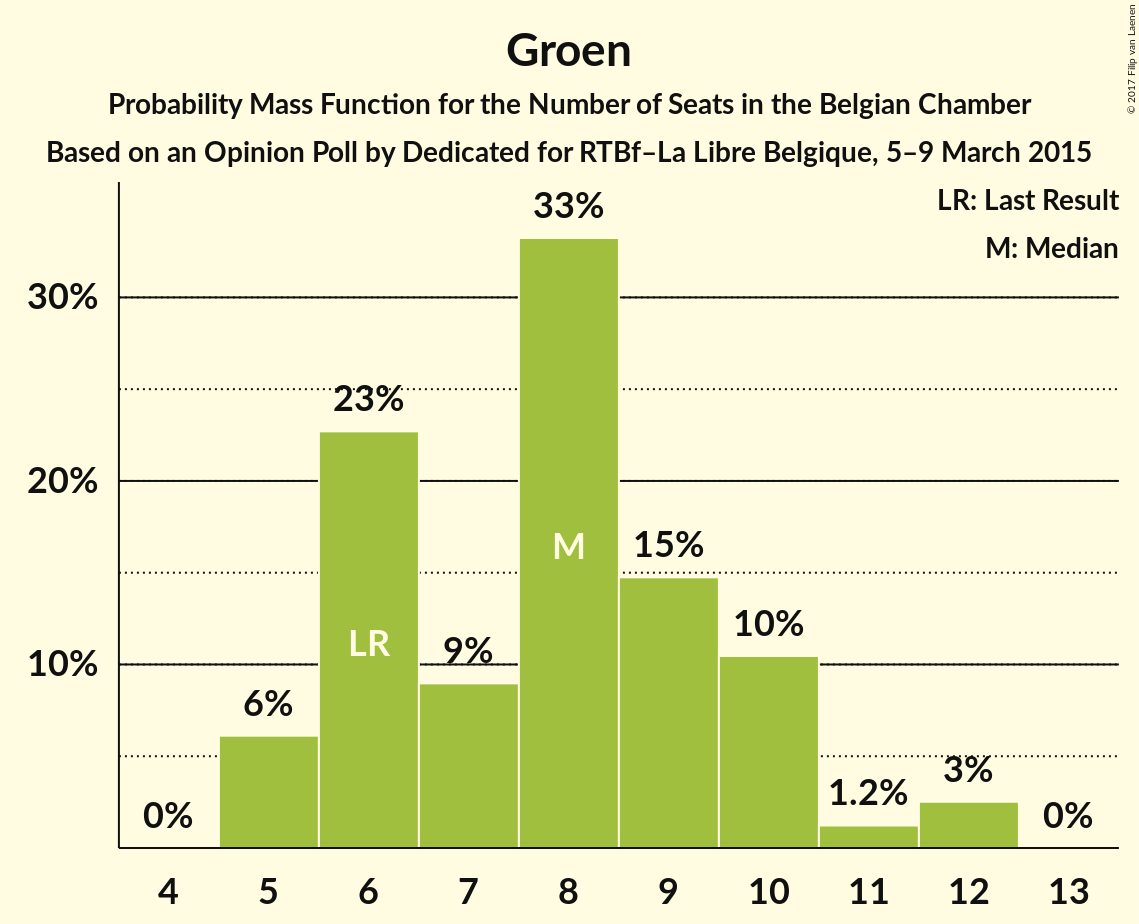 Groen
Probability Mass Function for the Number of Seats in the Belgian Chamber
Based on an Opinion Poll by Dedicated for RTBf–La Libre Belgique, 5–9 March 2015
© 2017 Filip van Laenen
LR: Last Result
M: Median
30%
20%
10%
0%
6%
23%
9%
33%
15%
10%
1.2%
3%
0%
LR
M
4 5 6 7 8 9 10 11 12 13